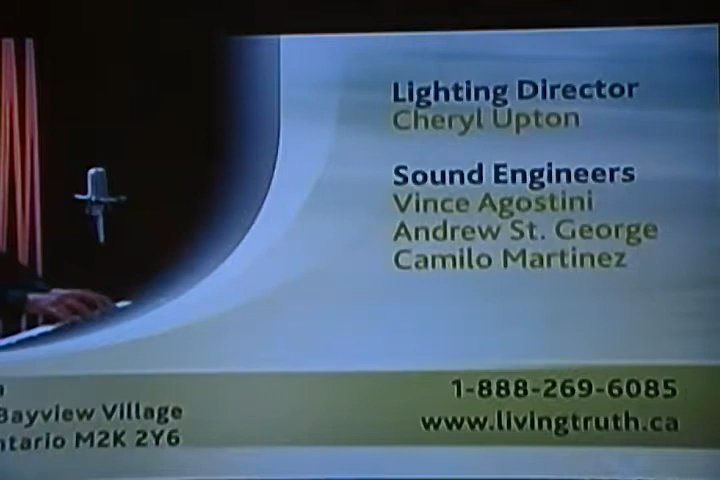 Lighting Director
Cheryl Upton
Sound Engineers
Vince Agostini
Andrew St. George
Camilo Martinez
1-888-269-6085
www.livingtruth.ca
Bayview Village
ntario M2K 2Y6